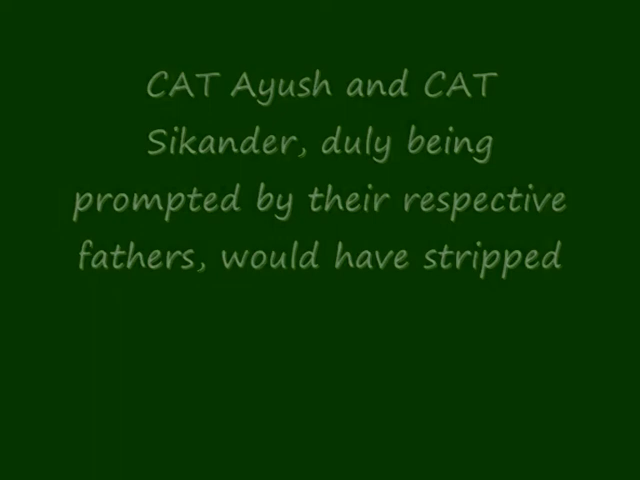 CAT Ayush and CAT
Sikander, duly being
prompted by their respective
fathers, would have stripped